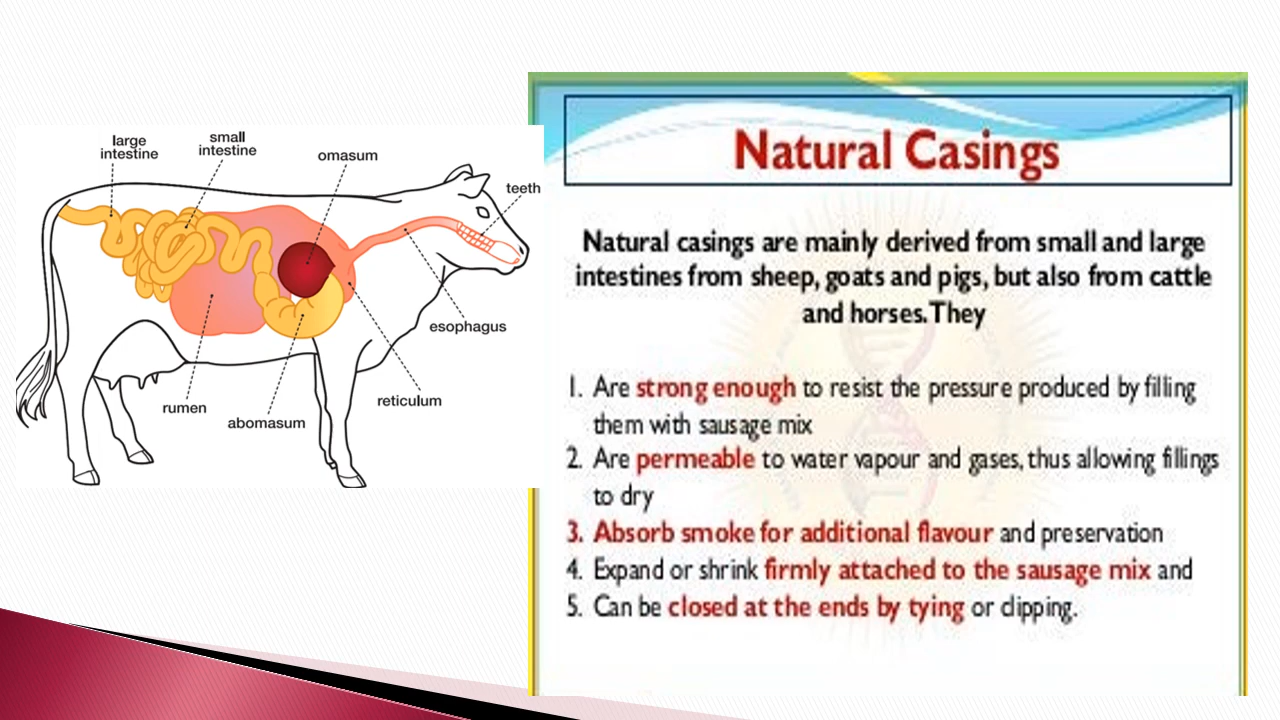 large
intestine
small
intestine
omasum
teeth
esophagus
reticulum
rumen
abomasum
Natural Casings
Natural casings are mainly derived from small and large
intestines from sheep, goats and pigs, but also from cattle
and horses. They
1. Are strong enough to resist the pressure produced by filling
them with sausage mix
2. Are permeable to water vapour and gases, thus allowing fillings
to dry
3. Absorb smoke for additional flavour and preservation
4. Expand or shrink firmly attached to the sausage mix and
5. Can be closed at the ends by tying or clipping.